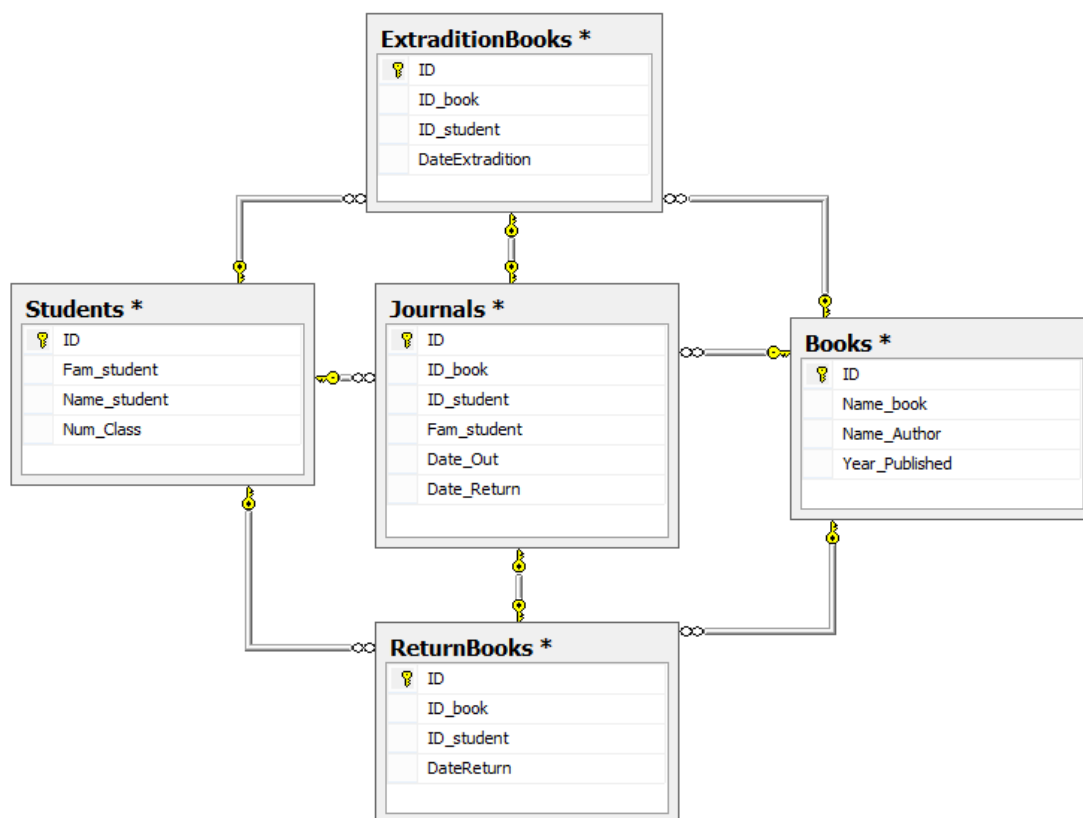 ExtraditionBooks *
ID
ID_book
ID_student
DateExtradition
Students *
ID
Fam_student
Name_student
Num_Class
Journals *
ID
ID_book
ID_student
Fam_student
Date_Out
Date_Return
Books *
ID
Name_book
Name_Author
Year_Published
ReturnBooks *
ID
ID_book
ID_student
DateReturn